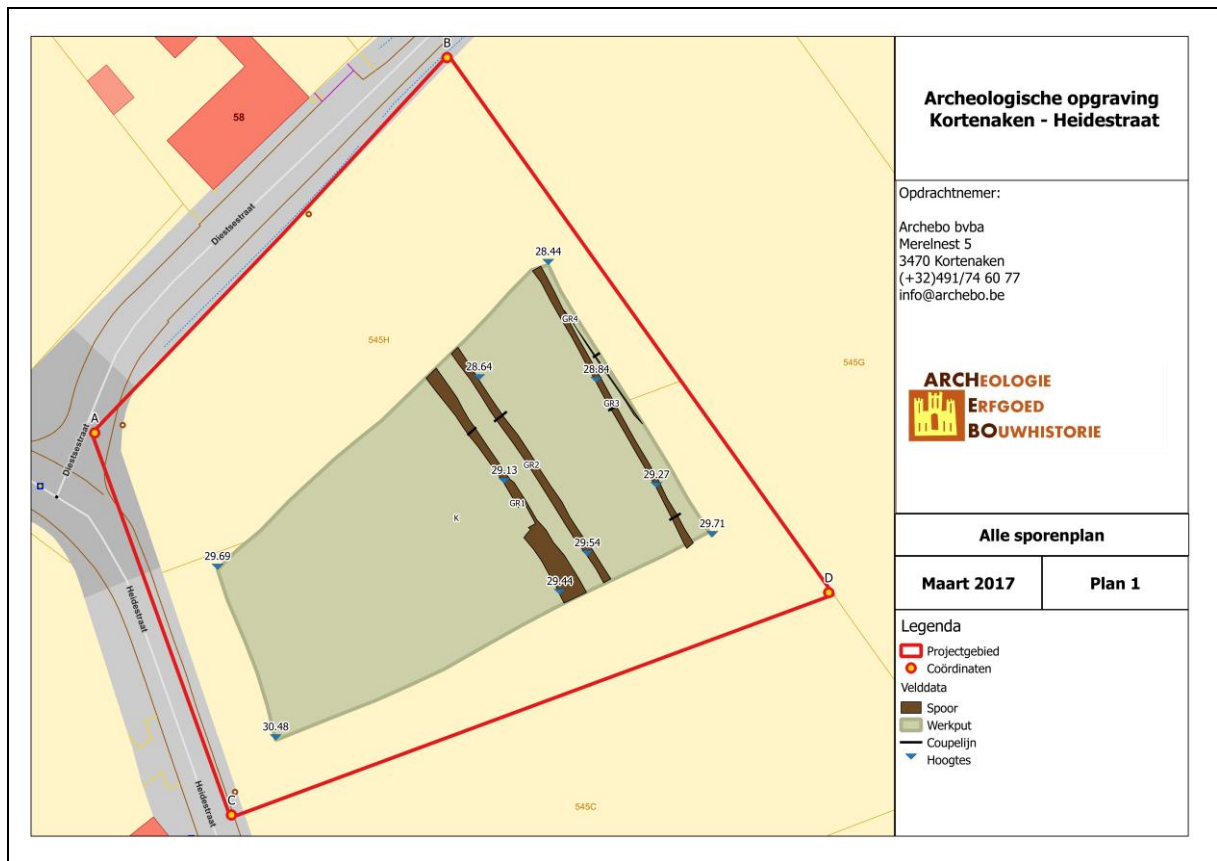 B
58
Diestsestraat
28.44
GR4
545H
28.64
28.84
545G
GR3
A
Diestsestraat
GR2
29.13
29.27
GR1
K
29.71
29.69
29.54
29.44
D
Heidestraat
30.48
Heidestraat
C
545C
Archeologische opgraving
Kortenaken - Heidestraat
Opdrachtnemer:
Archebo bvba
Merelnest 5
3470 Kortenaken
(+32)491/74 60 77
info@archebo.be
ARCHEOLOGIE
ERFGOED
BOUWHISTORIE
Alle sporenplan
Maart 2017 Plan 1
Legenda
Projectgebied
Coördinaten
Velddata
Spoor
Werkput
Coupelijn
Hoogtes